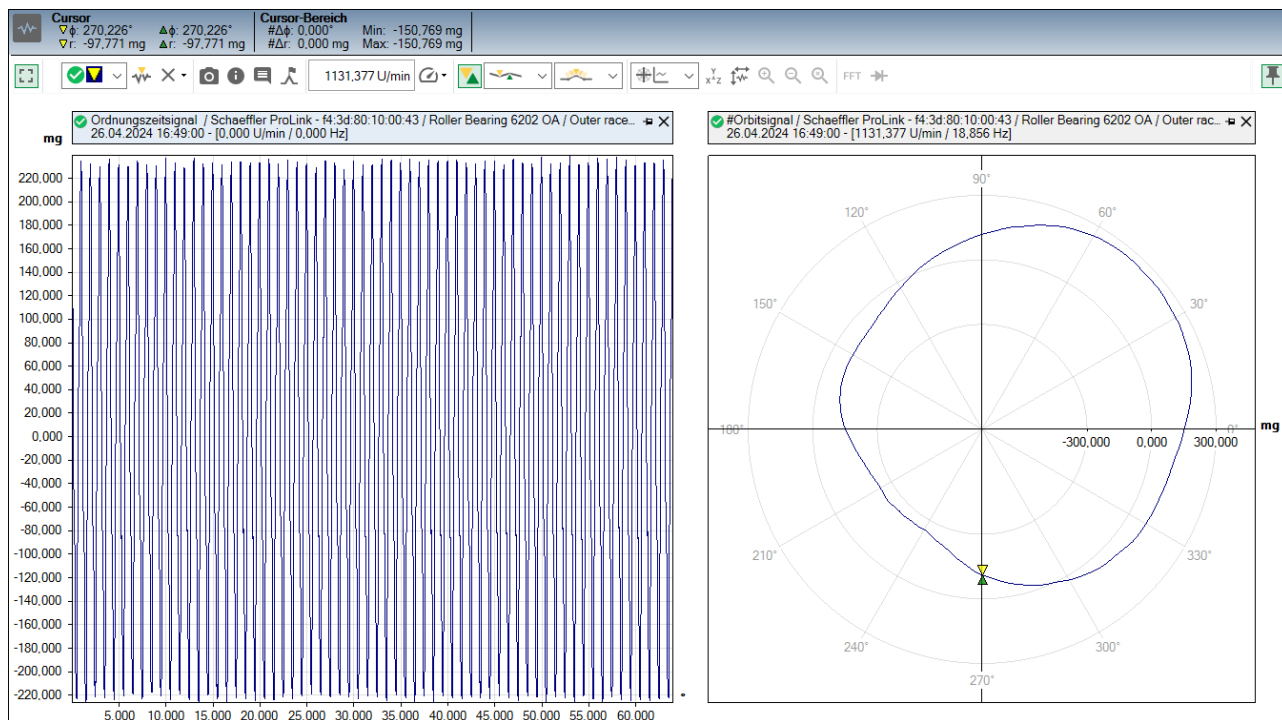 Cursor Cursor-Bereich
ϕ: 270,226° ϕ: 270,226° #Δϕ: 0,000° Min: -150,769 mg
r: -97,771 mg r: -97,771 mg #Δr: 0,000 mg Max: -150,769 mg
1131,377 U/min FFT
Ordnungszeitsignal / Schaeffler ProLink - f4:3d:80:10:00:43 / Roller Bearing 6202 OA / Outer race...
26.04.2024 16:49:00 - [0,000 U/min / 0,000 Hz]
mg
220,000
200,000
180,000
160,000
140,000
120,000
100,000
80,000
60,000
40,000
20,000
0,000
-20,000
-40,000
-60,000
-80,000
-100,000
-120,000
-140,000
-160,000
-180,000
-200,000
-220,000
5,000 10,000 15,000 20,000 25,000 30,000 35,000 40,000 45,000 50,000 55,000 60,000
#Orbitsignal / Schaeffler ProLink - f4:3d:80:10:00:43 / Roller Bearing 6202 OA / Outer rac...
26.04.2024 16:49:00 - [1131,377 U/min / 18,856 Hz]
90°
120° 60°
150° 30°
180° 0° mg
-300,000 0,000 300,000
210° 330°
240° 300°
270°